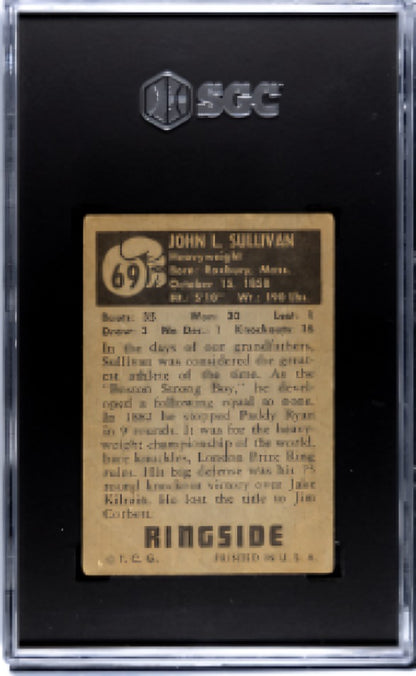 SGC
69
JOHN L. SULLIVAN
Heavyweight
Born: Roxbury, Mass.
October 15, 1858
Ht.: 5'10" Wt.: 190 lbs.
Bouts: 35 Won: 30 Lost: 1
Draw: 3 No Dec.: 1 Knockouts: 16
In the days of our grandfathers,
Sullivan was considered the great-
est athlete of the time. As the
"Boston Strong Boy," he devel-
oped a following equal to none.
In 1882 he stopped Paddy Ryan
in 9 rounds. It was for the heavy-
weight championship of the world,
bare knuckles, London Prize Ring
rules. His big defense was his 75
round knockout victory over Jake
Kilrain. He lost the title to Jim
Corbett.
RINGSIDE
© T. C. G. PRINTED IN U. S. A.